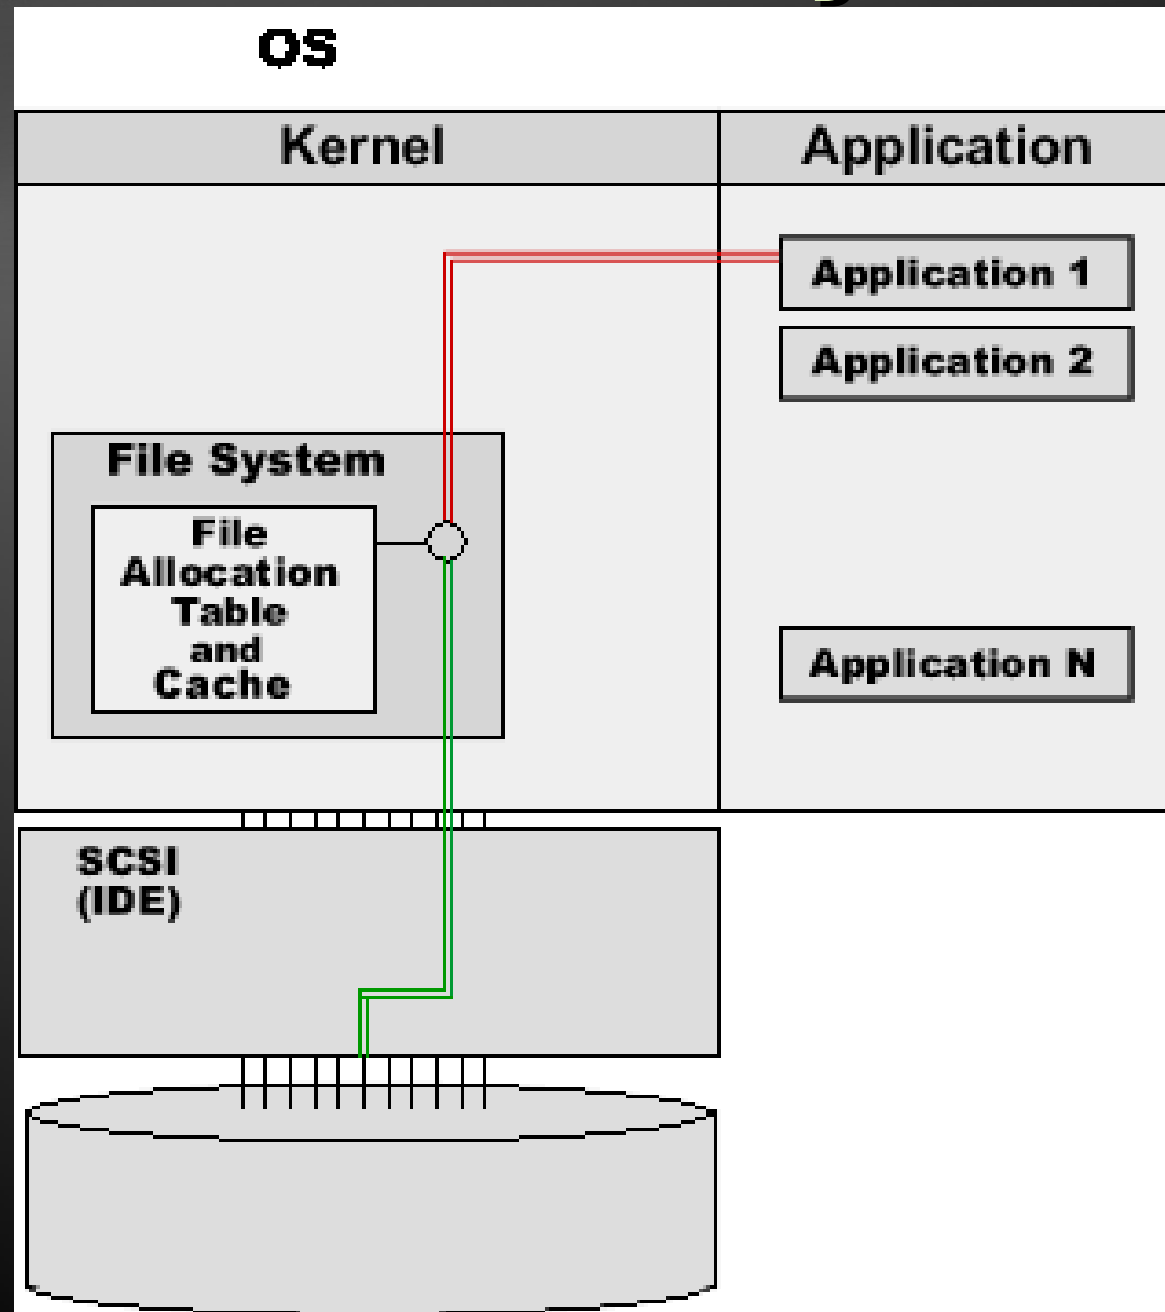 OS
Kernel
Application
Application 1
Application 2
File System
File
Allocation
Table
and
Cache
Application N
SCSI
(IDE)